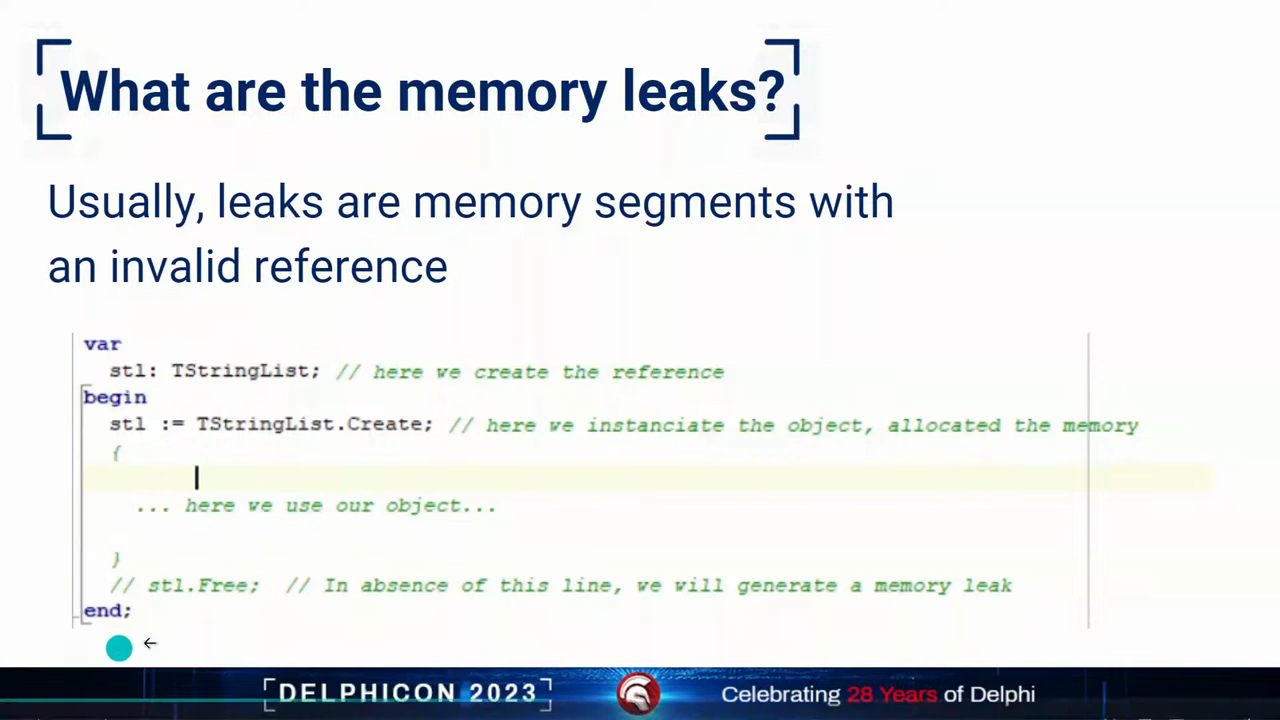 What are the memory leaks?
Usually, leaks are memory segments with
an invalid reference
var
stl: TStringList; // here we create the reference
begin
stl := TStringList.Create; // here we instanciate the object, allocated the memory
{
... here we use our object...
}
// stl.Free; // In absence of this line, we will generate a memory leak
end;
DELPHICON 2023
Celebrating 28 Years of Delphi